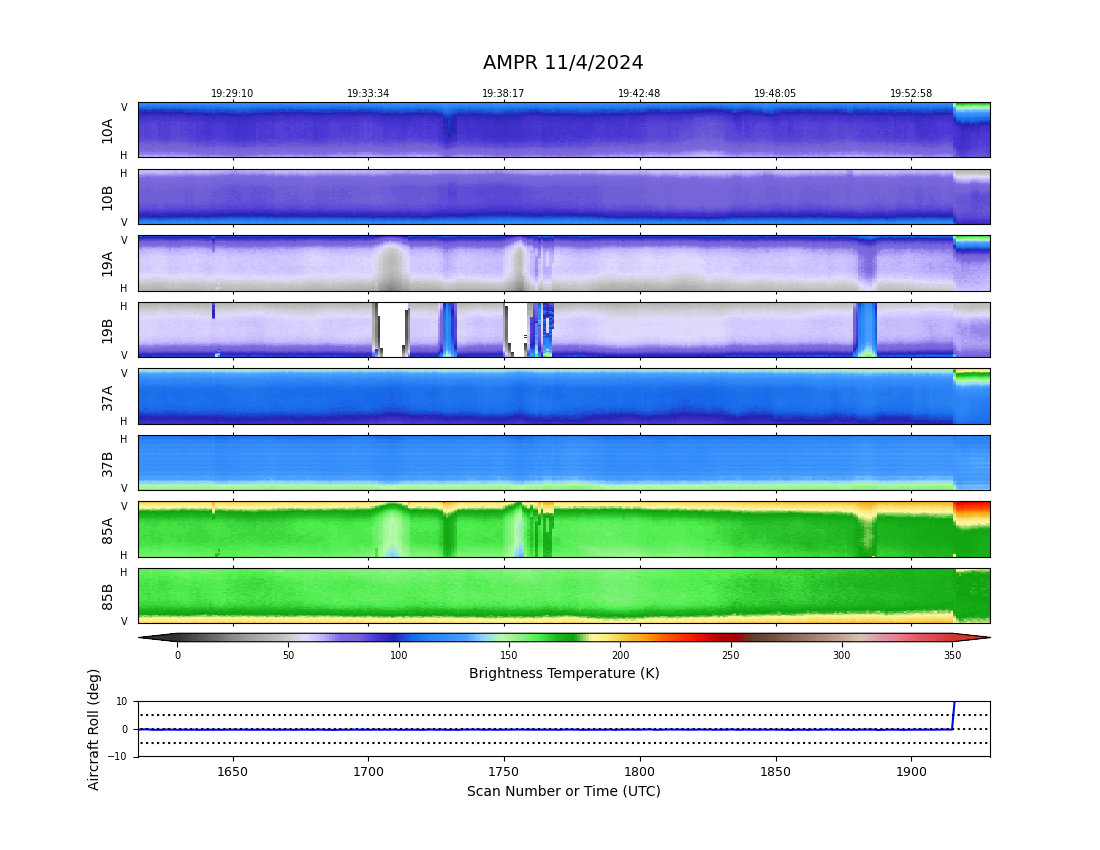 AMPR 11/4/2024
19:29:10 19:33:34 19:38:17 19:42:48 19:48:05 19:52:58
V
10A
H
H
10B
V
V
19A
H
H
19B
V
V
37A
H
H
37B
V
V
85A
H
H
85B
V
0 50 100 150 200 250 300 350
Brightness Temperature (K)
Aircraft Roll (deg)
10
0
−10
1650 1700 1750 1800 1850 1900
Scan Number or Time (UTC)